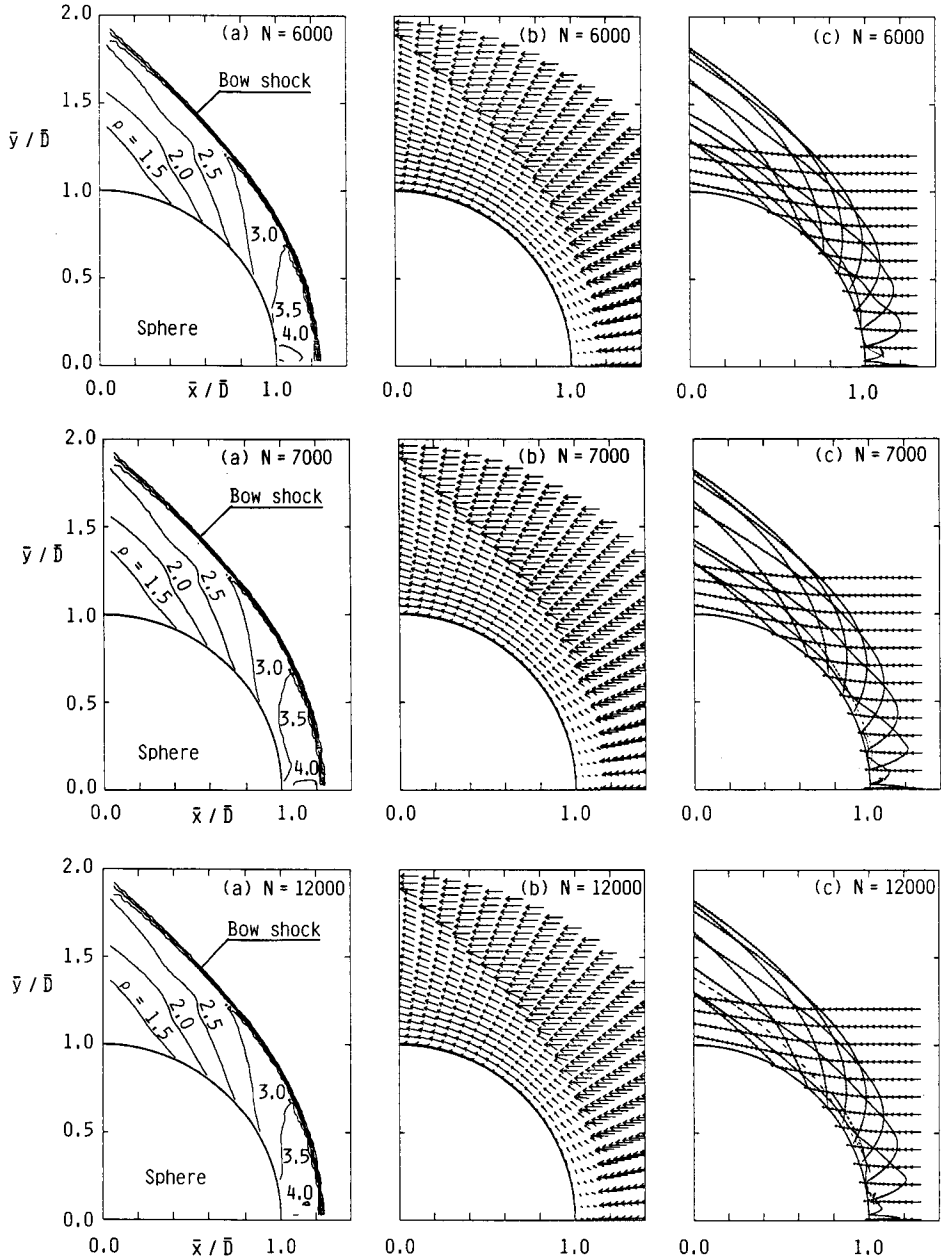 (a) N = 6000
(b) N = 6000
(c) N = 6000
2.0
1.5
1.0
0.5
0.0
ȳ / D̄
Bow shock
ρ = 1.5
2.0
2.5
3.0
3.5
4.0
Sphere
0.0
x̄ / D̄
1.0
0.0
1.0
0.0
1.0
(a) N = 7000
(b) N = 7000
(c) N = 7000
2.0
1.5
1.0
0.5
0.0
ȳ / D̄
Bow shock
ρ = 1.5
2.0
2.5
3.0
3.5
4.0
Sphere
0.0
x̄ / D̄
1.0
0.0
1.0
0.0
1.0
(a) N = 12000
(b) N = 12000
(c) N = 12000
2.0
1.5
1.0
0.5
0.0
ȳ / D̄
Bow shock
ρ = 1.5
2.0
2.5
3.0
3.5
4.0
Sphere
0.0
x̄ / D̄
1.0
0.0
1.0
0.0
1.0